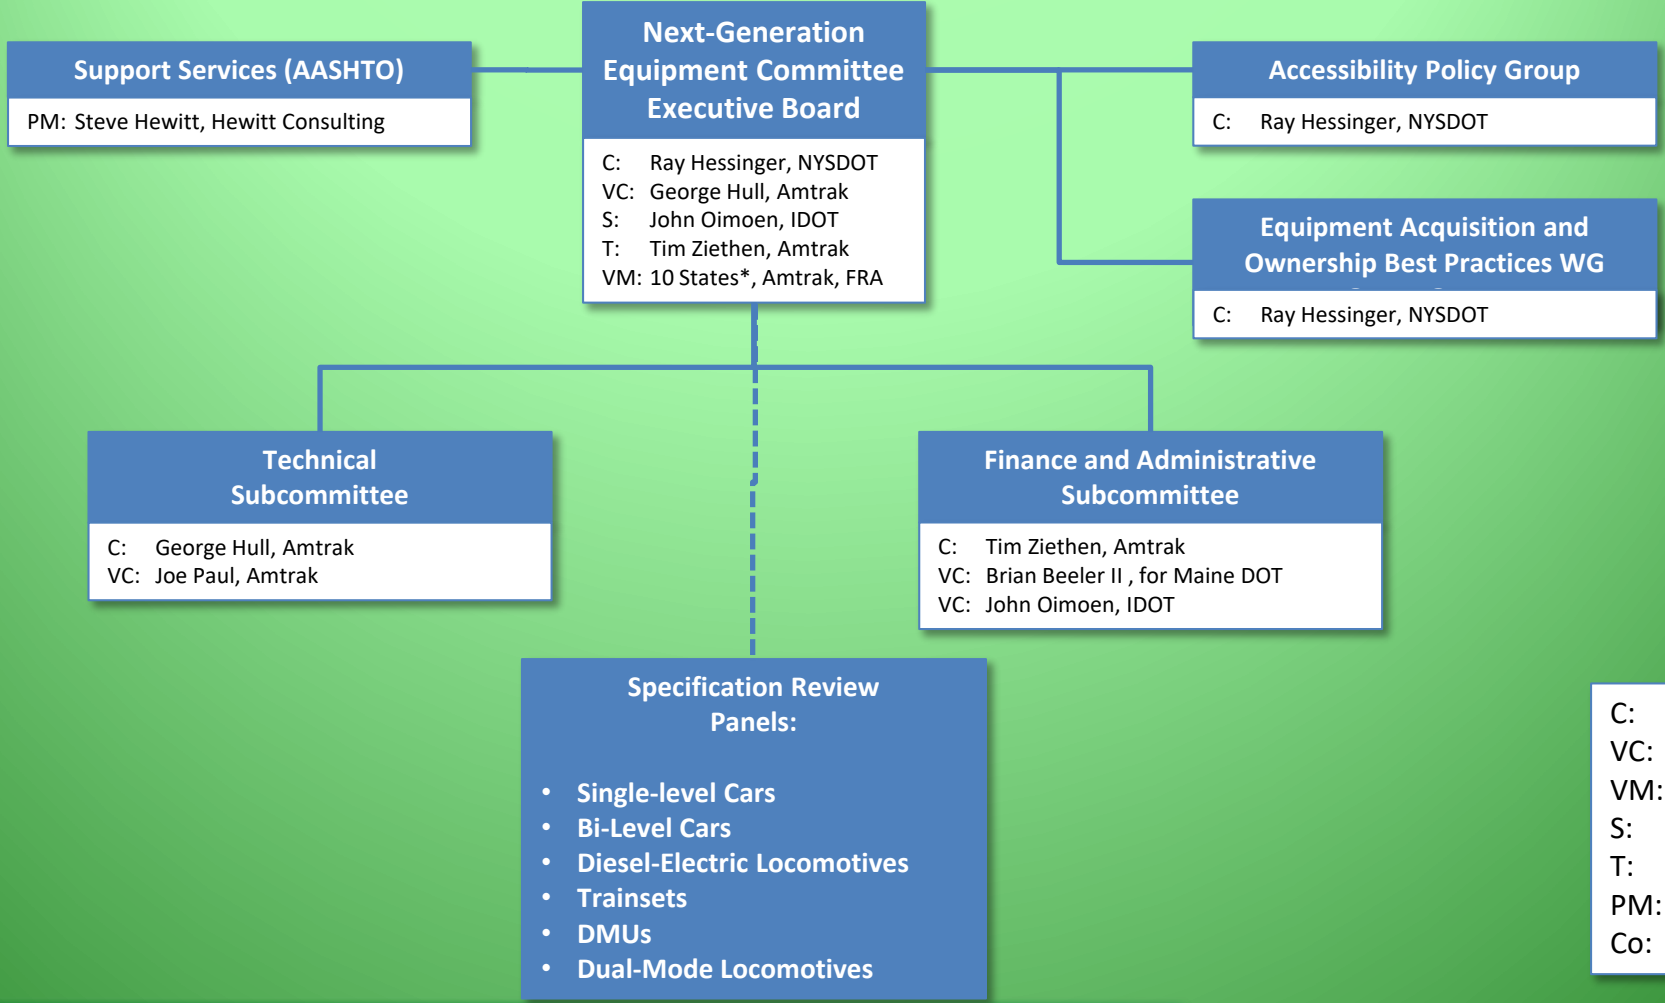 Support Services (AASHTO)
PM: Steve Hewitt, Hewitt Consulting
Next-Generation
Equipment Committee
Executive Board
C: Ray Hessinger, NYSDOT
VC: George Hull, Amtrak
S: John Oimoen, IDOT
T: Tim Ziethen, Amtrak
VM: 10 States*, Amtrak, FRA
Accessibility Policy Group
C: Ray Hessinger, NYSDOT
Equipment Acquisition and
Ownership Best Practices WG
C: Ray Hessinger, NYSDOT
Technical
Subcommittee
C: George Hull, Amtrak
VC: Joe Paul, Amtrak
Finance and Administrative
Subcommittee
C: Tim Ziethen, Amtrak
VC: Brian Beeler II , for Maine DOT
VC: John Oimoen, IDOT
Specification Review
Panels:
• Single-level Cars
• Bi-Level Cars
• Diesel-Electric Locomotives
• Trainsets
• DMUs
• Dual-Mode Locomotives
C:
VC:
VM:
S:
T:
PM:
Co: